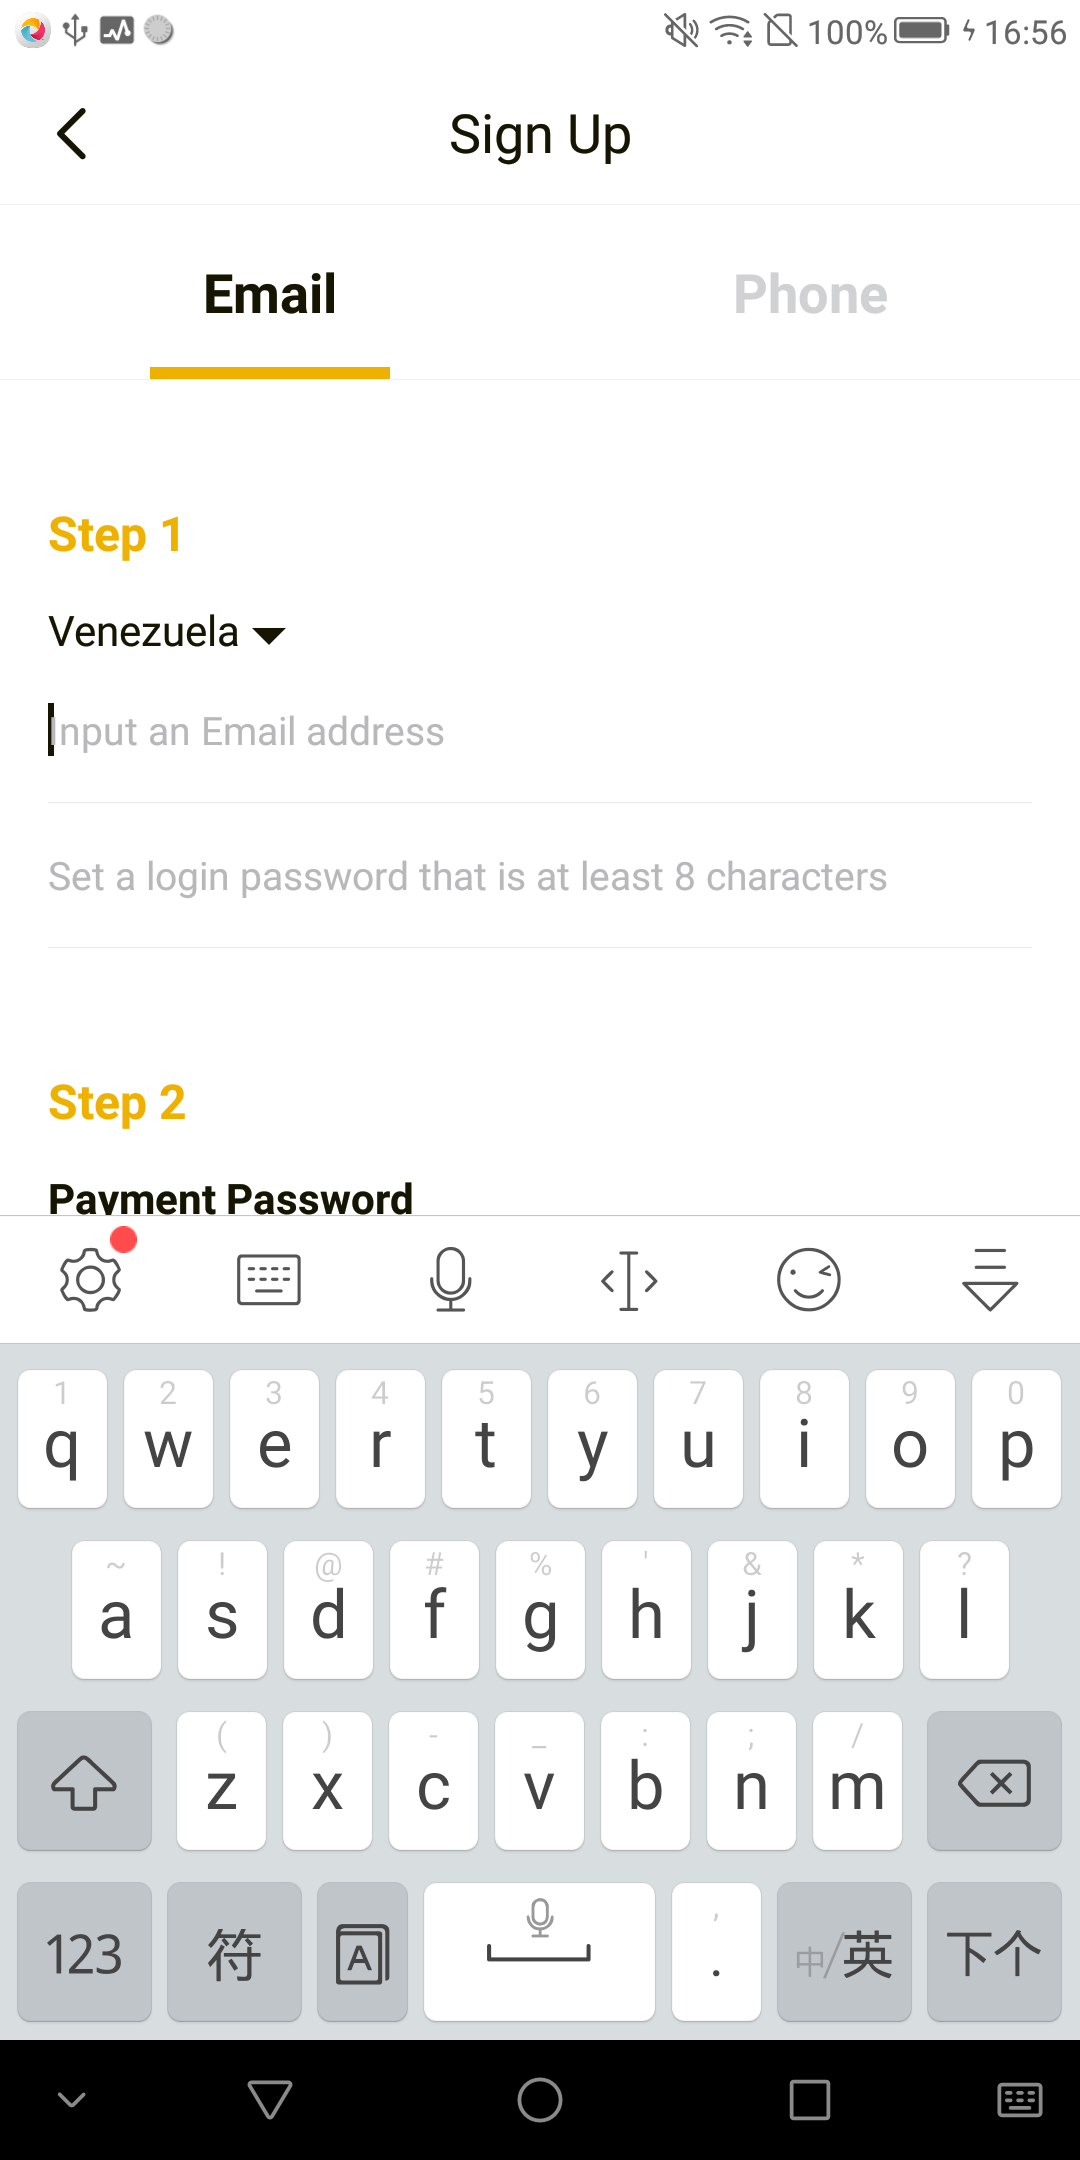 100% 16:56
Sign Up
Email Phone
Step 1
Venezuela
Input an Email address
Set a login password that is at least 8 characters
Step 2
Payment Password
1 2 3 4 5 6 7 8 9 0
q w e r t y u i o p
~ ! @ # % ' & * ?
a s d f g h j k l
( ) - _ : ; /
z x c v b n m
123 符 A , . 中/英 下个